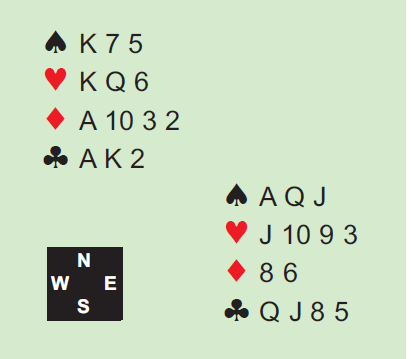 ♠ K 7 5
♥ K Q 6
♦ A 10 3 2
♣ A K 2
♠ A Q J
♥ J 10 9 3
♦ 8 6
♣ Q J 8 5
N
W E
S